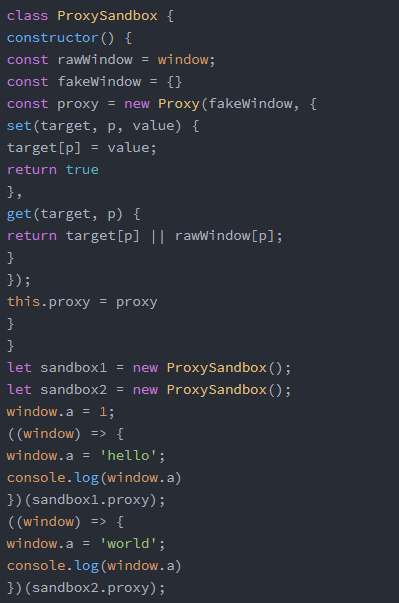 class ProxySandbox {
constructor() {
const rawWindow = window;
const fakeWindow = {}
const proxy = new Proxy(fakeWindow, {
set(target, p, value) {
target[p] = value;
return true
},
get(target, p) {
return target[p] || rawWindow[p];
}
});
this.proxy = proxy
}
}
let sandbox1 = new ProxySandbox();
let sandbox2 = new ProxySandbox();
window.a = 1;
((window) => {
window.a = 'hello';
console.log(window.a)
})(sandbox1.proxy);
((window) => {
window.a = 'world';
console.log(window.a)
})(sandbox2.proxy);